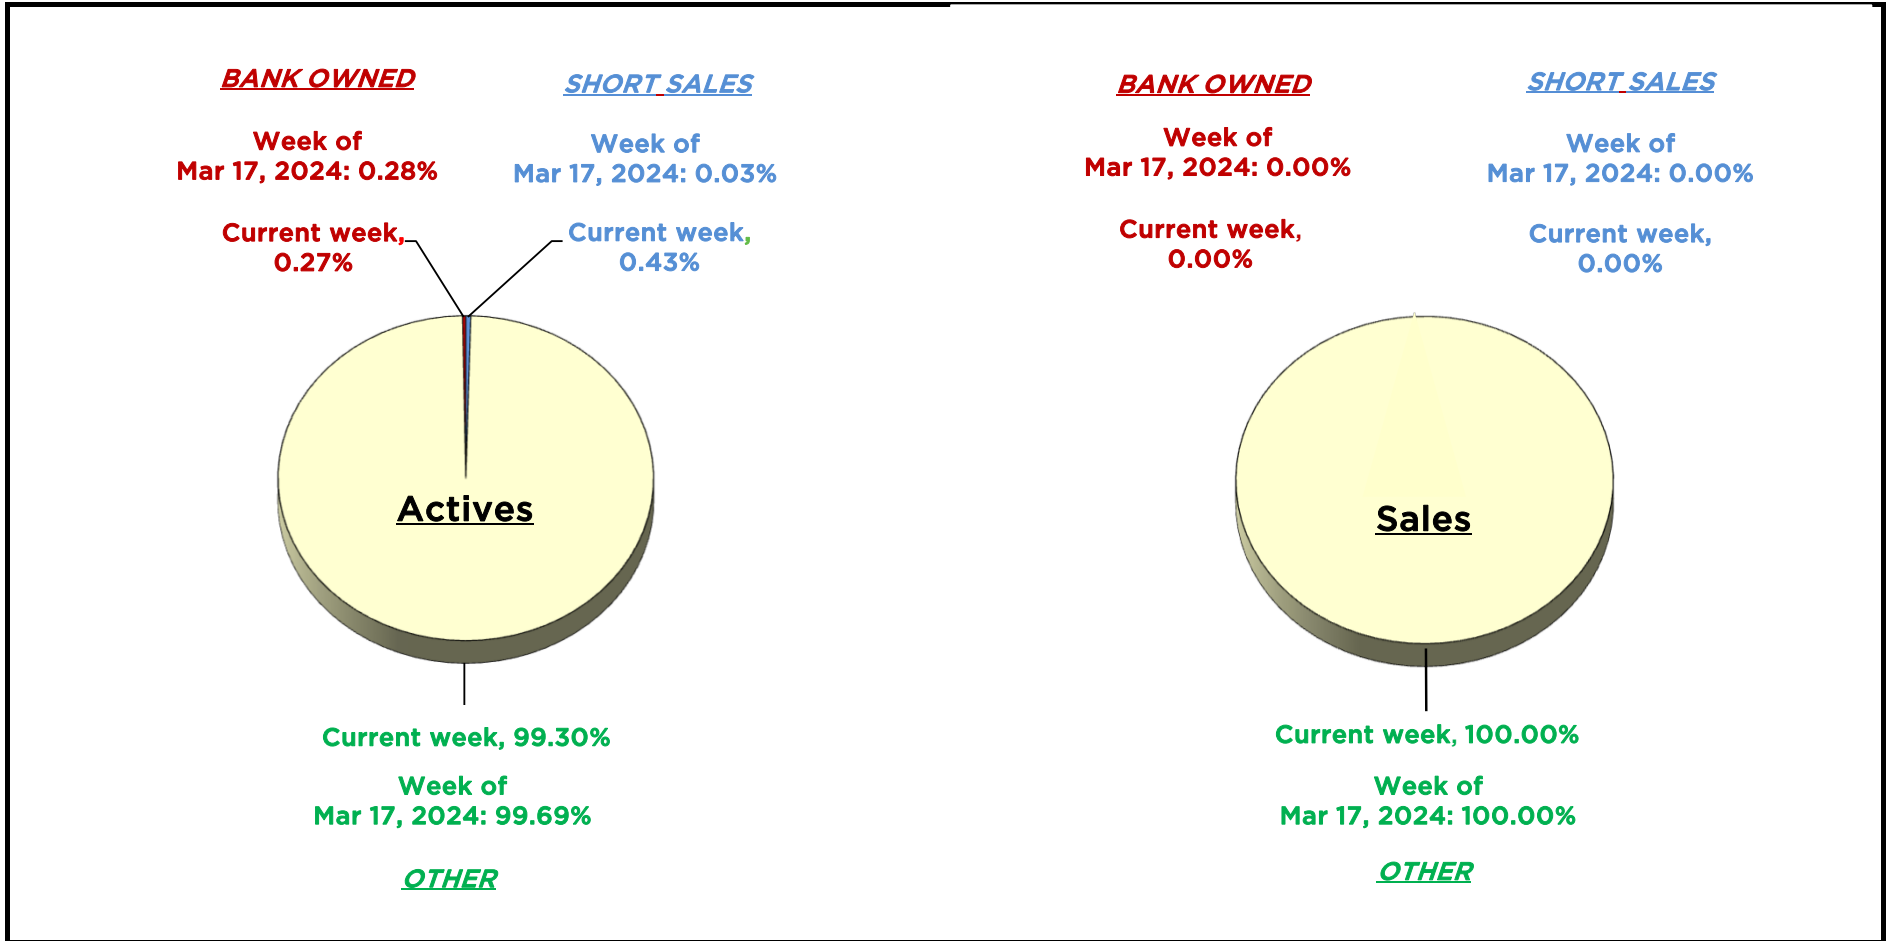 BANK OWNED
Week of
Mar 17, 2024: 0.28%
Current week,
0.27%
SHORT SALES
Week of
Mar 17, 2024: 0.03%
Current week,
0.43%
Actives
Current week, 99.30%
Week of
Mar 17, 2024: 99.69%
OTHER
BANK OWNED
Week of
Mar 17, 2024: 0.00%
Current week,
0.00%
SHORT SALES
Week of
Mar 17, 2024: 0.00%
Current week,
0.00%
Sales
Current week, 100.00%
Week of
Mar 17, 2024: 100.00%
OTHER